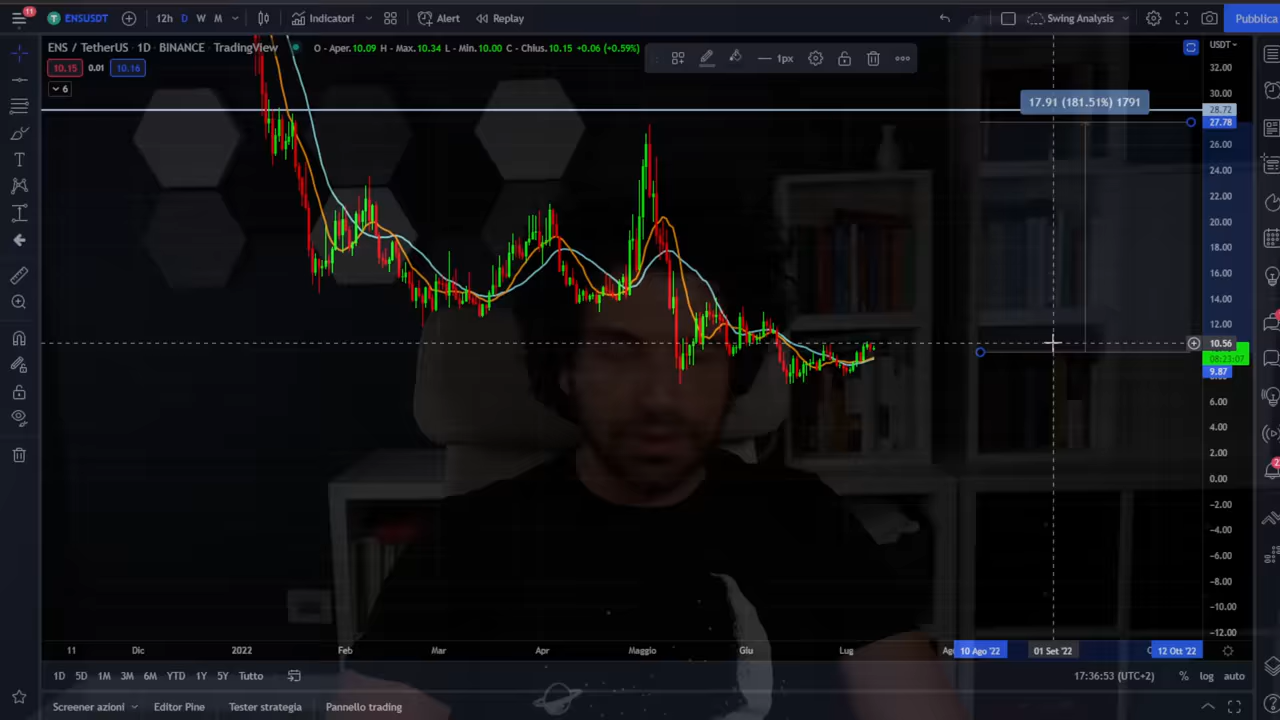 11
ENSUSDT
12h D W M
Indicatori
Alert
Replay
Swing Analysis
Pubblica
ENS / TetherUS · 1D · BINANCE · TradingView
O - Aper. 10.09 H - Max. 10.34 L - Min. 10.00 C - Chius. 10.15 +0.06 (+0.59%)
1px
USDT
10.15 0.01 10.16
6
17.91 (181.51%) 1791
32.00
30.00
28.72
27.78
26.00
24.00
22.00
20.00
18.00
16.00
14.00
12.00
10.56
08:23:07
9.87
6.00
4.00
2.00
0.00
−2.00
−4.00
−6.00
−8.00
−10.00
−12.00
11 Dic 2022 Feb Mar Apr Maggio Giu Lug 10 Ago '22 01 Set '22 12 Ott '22
1D 5D 1M 3M 6M YTD 1Y 5Y Tutto
17:36:53 (UTC+2) % log auto
Screener azioni Editor Pine Tester strategia Pannello trading